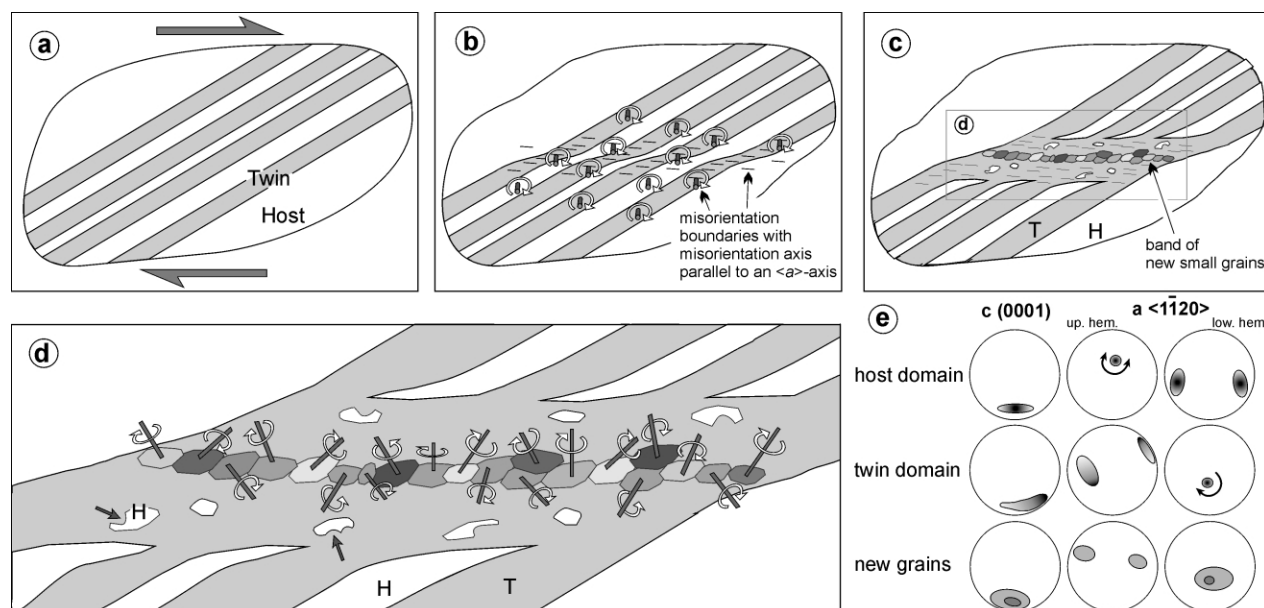 a
Twin
Host
b
misorientation
boundaries with
misorientation axis
parallel to an <a>-axis
c
d
T H
band of
new small grains
d
H
H T
e
c (0001) a <11̄20>
up. hem. low. hem.
host domain
twin domain
new grains